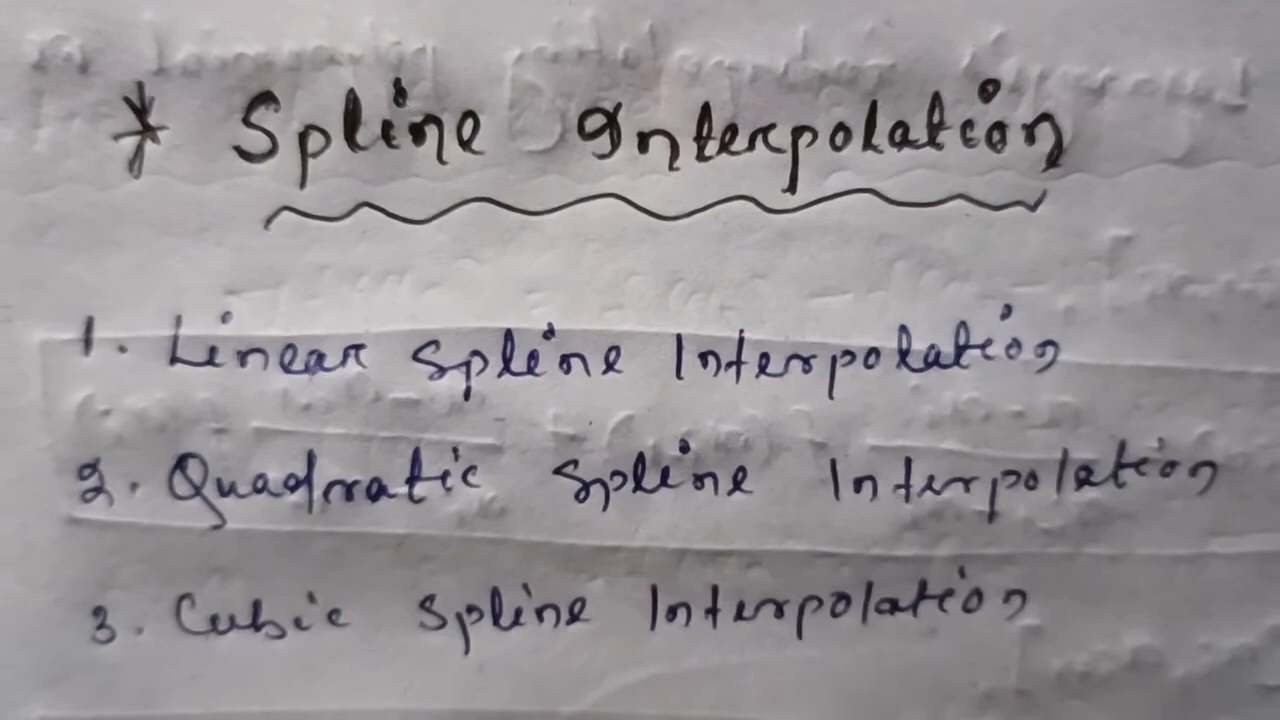 * Spline Interpolation
1. Linear Spline Interpolation
2. Quadratic Spline Interpolation
3. Cubic Spline Interpolation